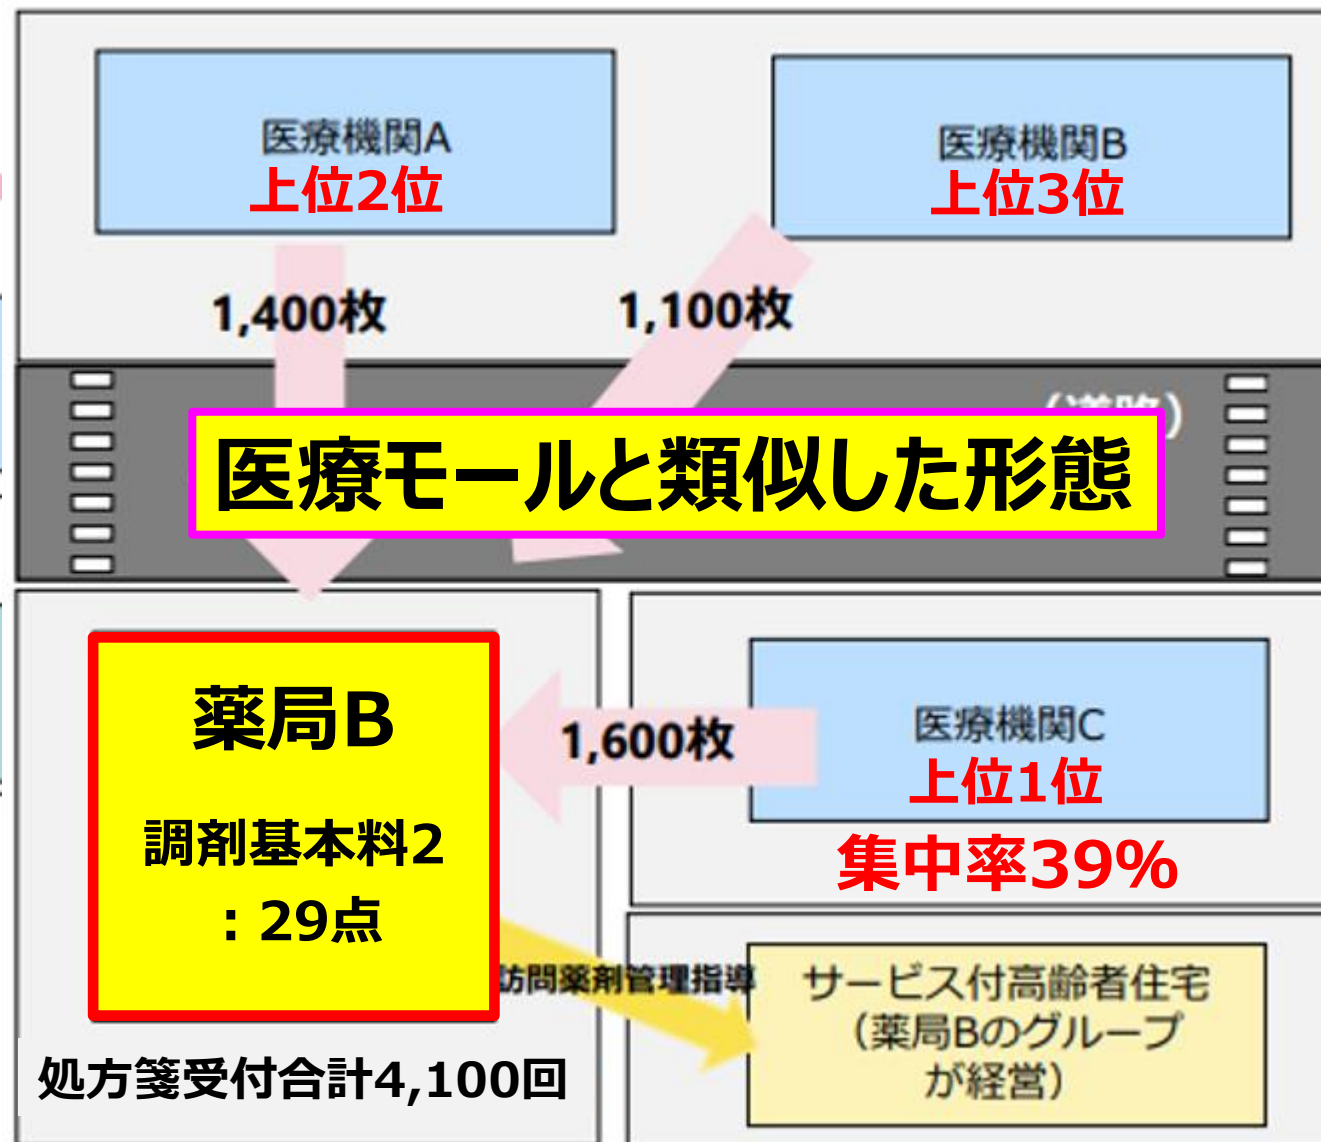 医療機関A
上位2位
医療機関B
上位3位
1,400枚
1,100枚
医療モールと類似した形態
薬局B
調剤基本料2
：29点
1,600枚
医療機関C
上位1位
集中率39%
訪問薬剤管理指導
サービス付高齢者住宅
（薬局Bのグループ
が経営）
処方箋受付合計4,100回